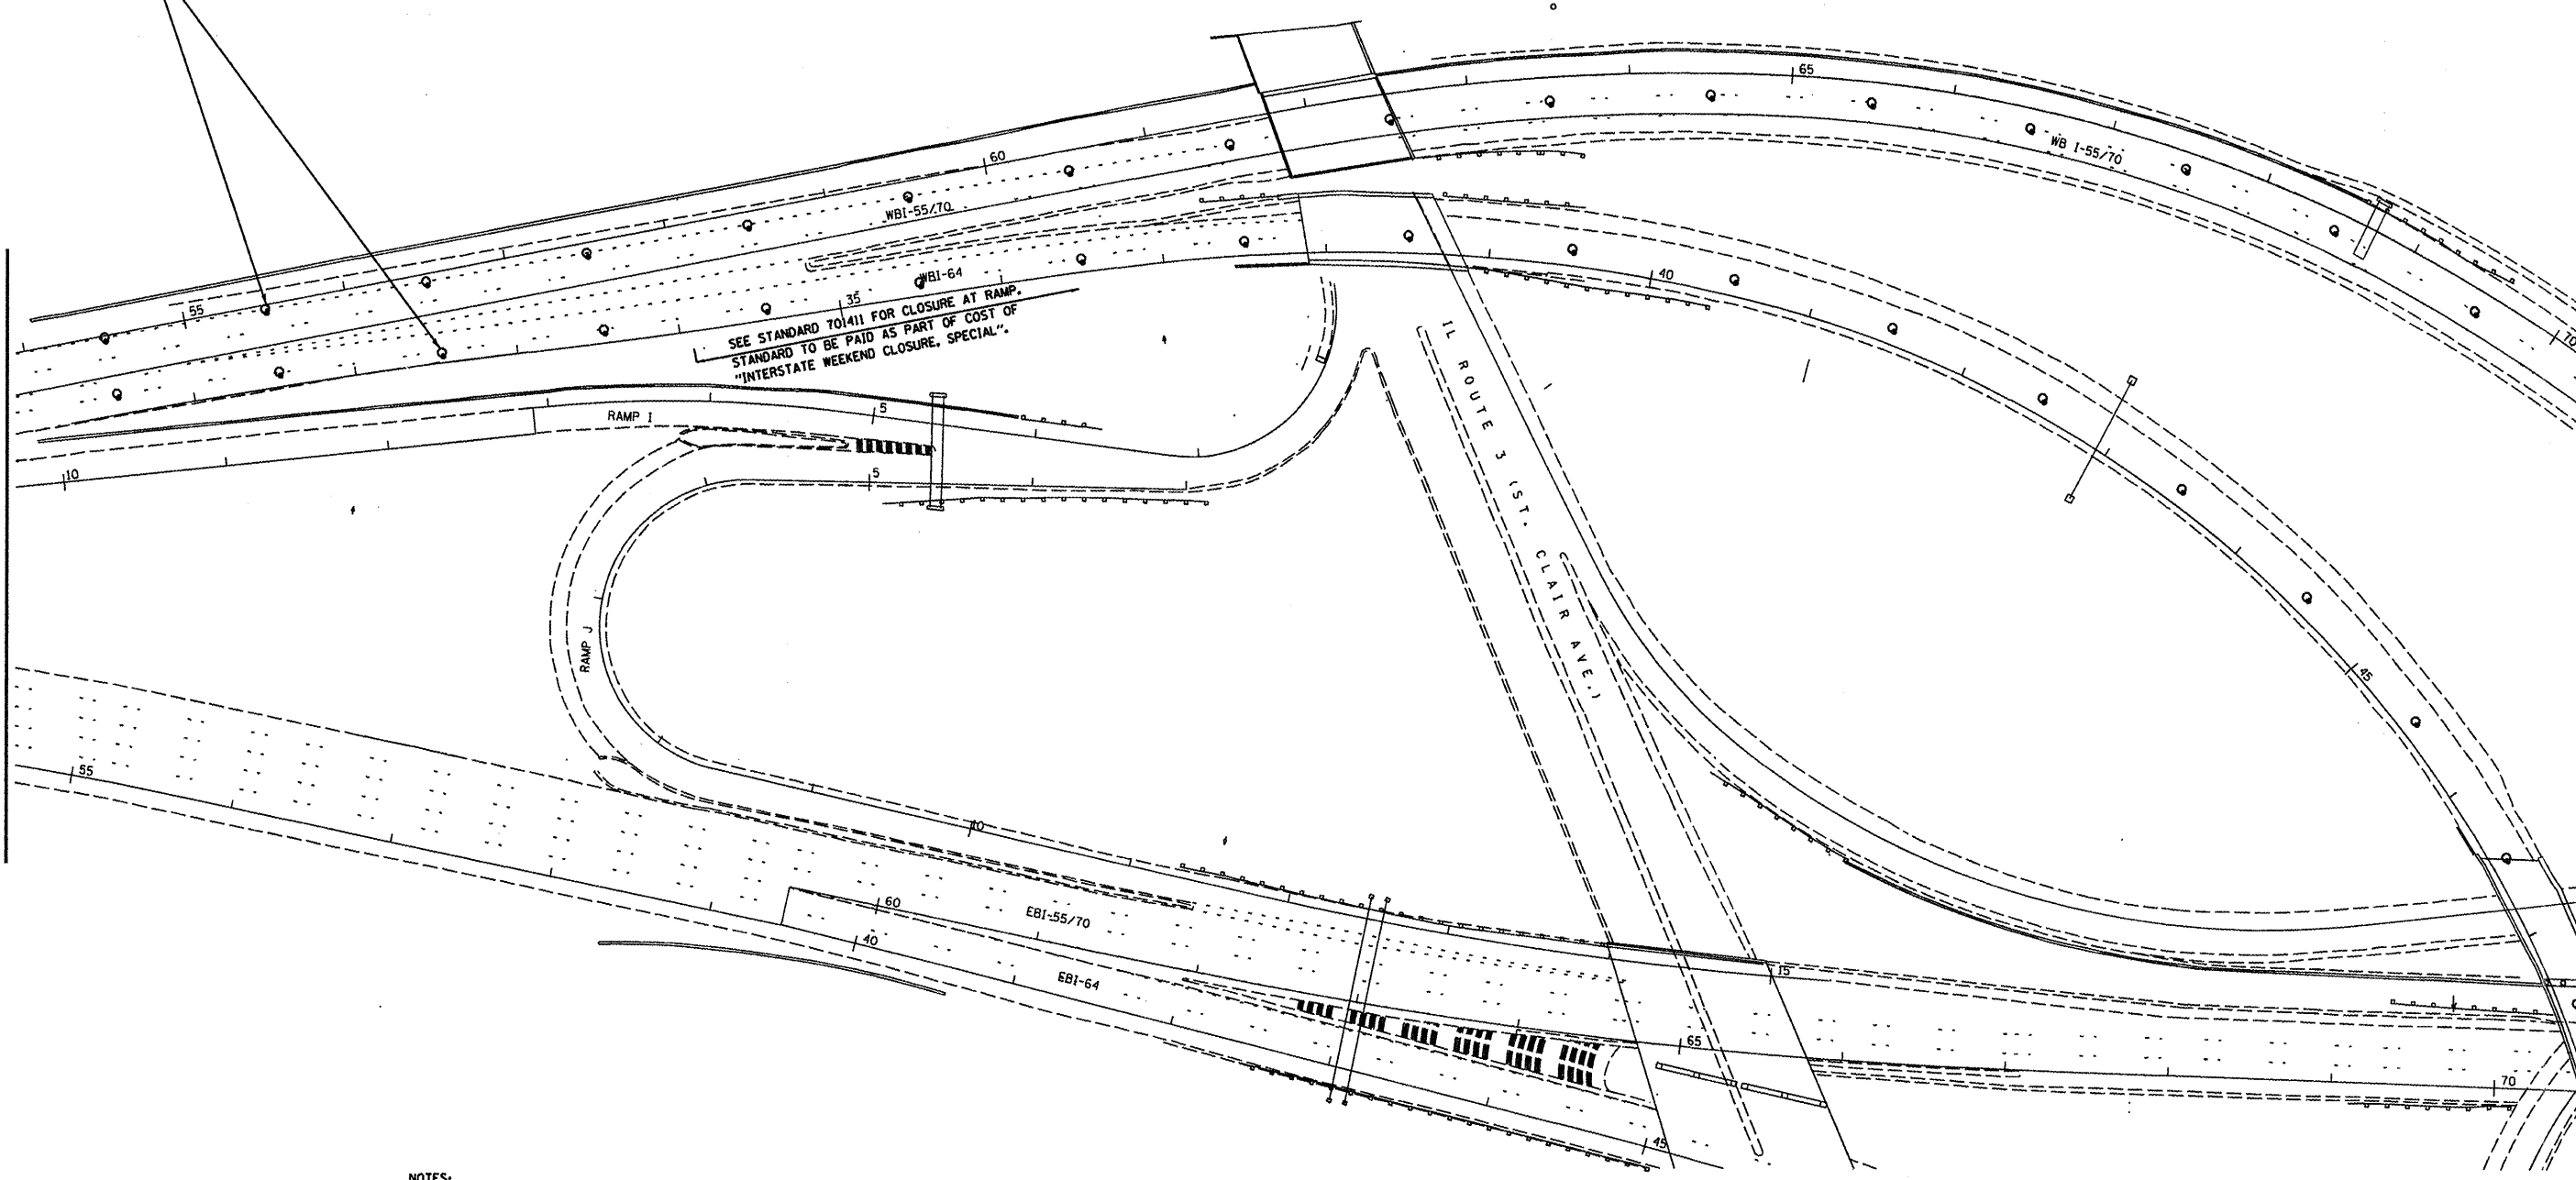 65
WB I-55/70
60
WBI-55/70
WBI-64
40
55
35
70
SEE STANDARD 701411 FOR CLOSURE AT RAMP.
STANDARD TO BE PAID AS PART OF COST OF
"INTERSTATE WEEKEND CLOSURE, SPECIAL".
IL ROUTE 3 (ST. CLAIR AVE.)
RAMP I
5
10
5
RAMP J
45
55
10
60
EBI-55/70
40
EBI-64
15
65
70
45
NOTES: